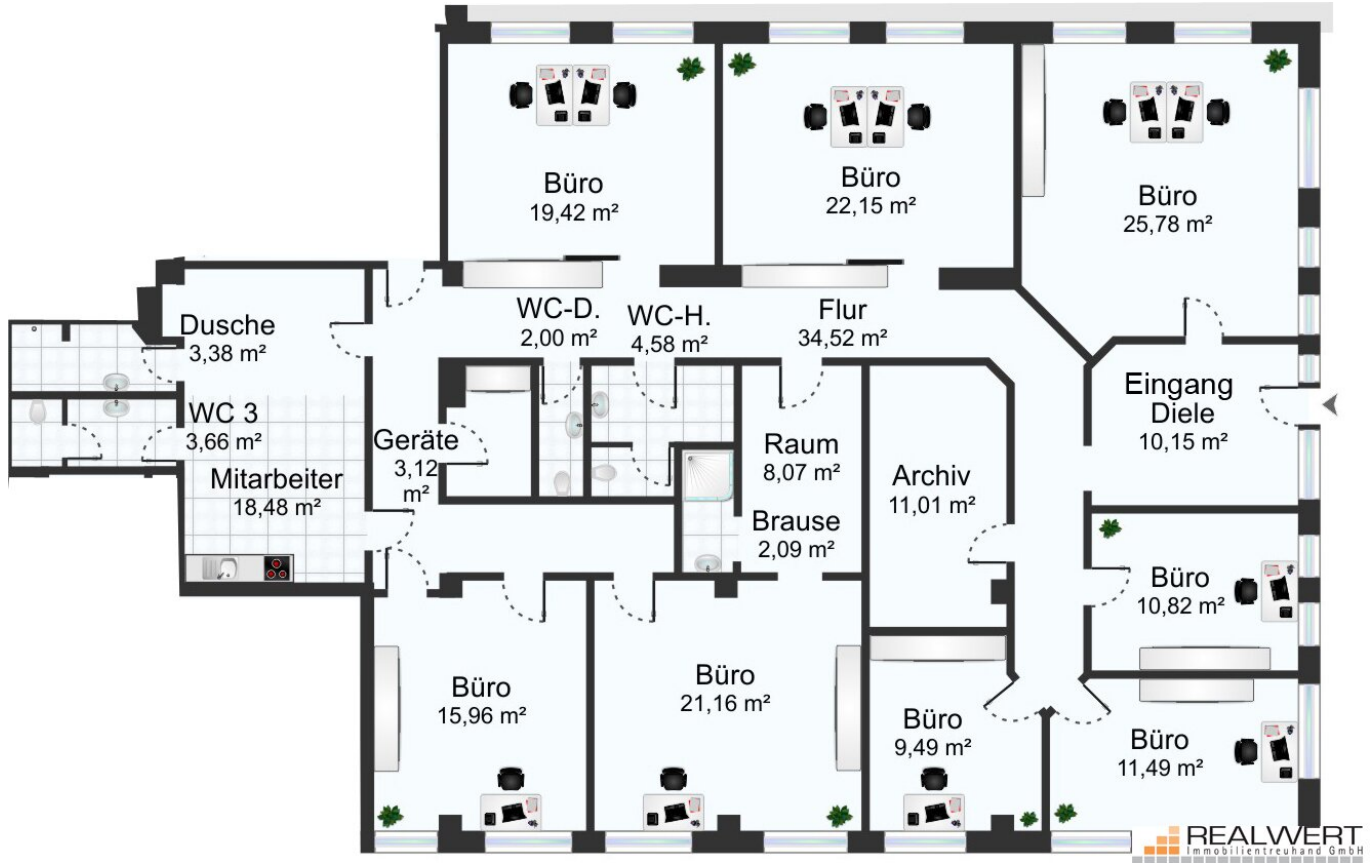 Büro
19,42 m²
Büro
22,15 m²
Büro
25,78 m²
Dusche
3,38 m²
WC-D.
2,00 m²
WC-H.
4,58 m²
Flur
34,52 m²
Eingang
Diele
10,15 m²
WC 3
3,66 m²
Mitarbeiter
18,48 m²
Geräte
3,12
m²
Raum
8,07 m²
Brause
2,09 m²
Archiv
11,01 m²
Büro
10,82 m²
Büro
15,96 m²
Büro
21,16 m²
Büro
9,49 m²
Büro
11,49 m²
REALWERT
Immobilientreuhand GmbH